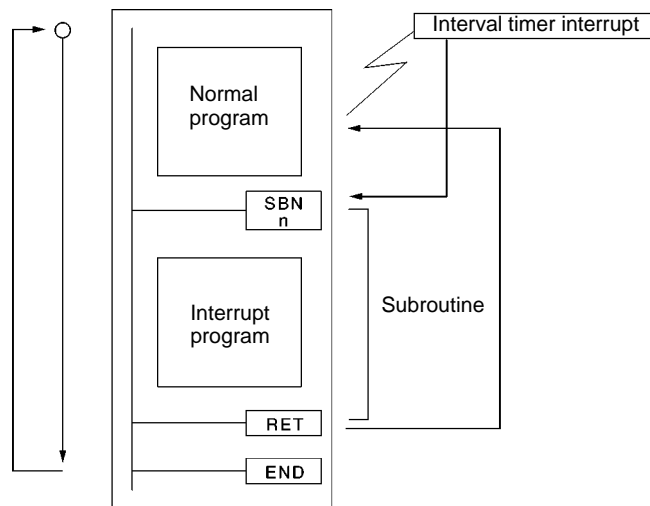 Interval timer interrupt
Normal
program
SBN
n
Interrupt
program
Subroutine
RET
END